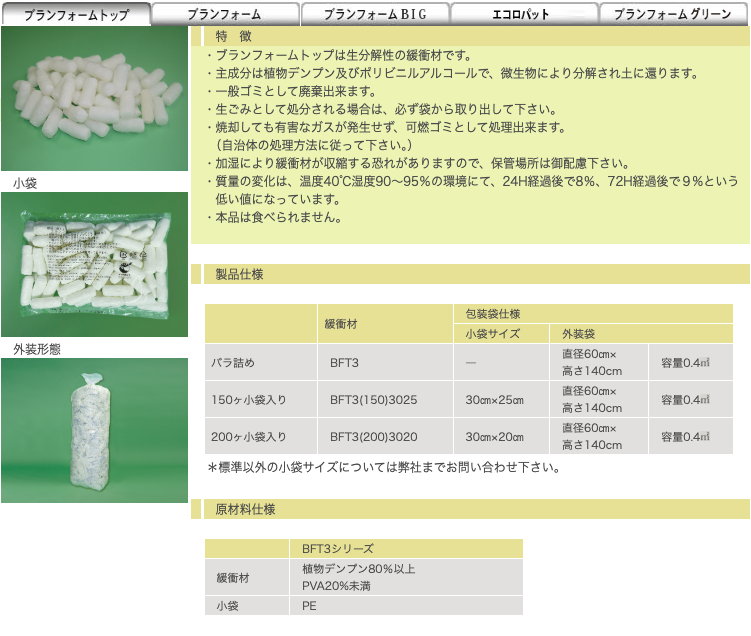 ブランフォームトップ
ブランフォーム
ブランフォームBIG
エコロパット
ブランフォーム グリーン
特　徴
・ブランフォームトップは生分解性の緩衝材です。
・主成分は植物デンプン及びポリビニルアルコールで、微生物により分解され土に還ります。
・一般ゴミとして廃棄出来ます。
・生ごみとして処分される場合は、必ず袋から取り出して下さい。
・焼却しても有害なガスが発生せず、可燃ゴミとして処理出来ます。
（自治体の処理方法に従って下さい。）
・加湿により緩衝材が収縮する恐れがありますので、保管場所は御配慮下さい。
・質量の変化は、温度40℃湿度90～95％の環境にて、24H経過後で8％、72H経過後で９％という
低い値になっています。
・本品は食べられません。
小袋
外装形態
製品仕様
緩衝材
包装袋仕様
小袋サイズ
外装袋
バラ詰め
BFT3
―
直径60㎝×
高さ140cm
容量0.4㎥
150ヶ小袋入り
BFT3(150)3025
30㎝×25㎝
直径60㎝×
高さ140cm
容量0.4㎥
200ヶ小袋入り
BFT3(200)3020
30㎝×20㎝
直径60㎝×
高さ140cm
容量0.4㎥
＊標準以外の小袋サイズについては弊社までお問い合わせ下さい。
原材料仕様
BFT3シリーズ
緩衝材
植物デンプン80％以上
PVA20%未満
小袋
PE